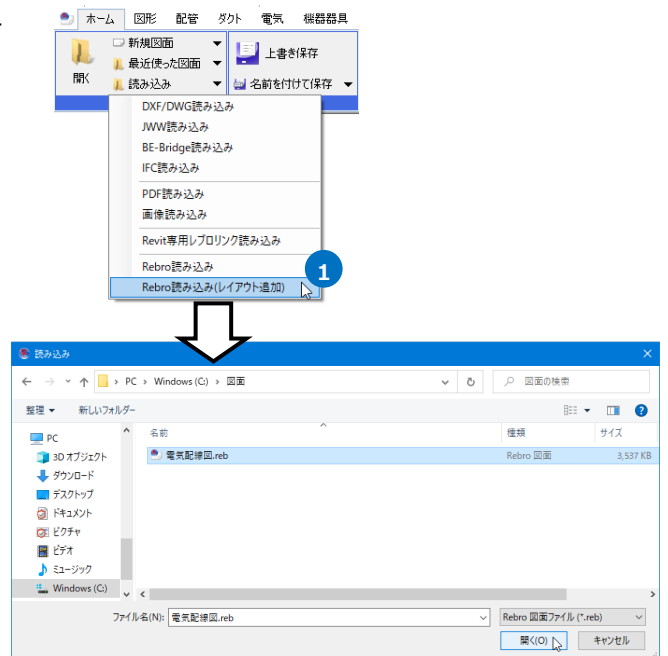 ホーム 図形 配管 ダクト 電気 機器器具
開く
新規図面
最近使った図面
読み込み
上書き保存
名前を付けて保存
DXF/DWG読み込み
JWW読み込み
BE-Bridge読み込み
IFC読み込み
PDF読み込み
画像読み込み
Revit専用レブロリンク読み込み
Rebro読み込み
Rebro読み込み(レイアウト追加)
1
読み込み
PC › Windows (C:) › 図面
図面の検索
整理 新しいフォルダー
名前 種類 サイズ
電気配線図.reb Rebro 図面 3,537 KB
PC
3D オブジェクト
ダウンロード
デスクトップ
ドキュメント
ピクチャ
ビデオ
ミュージック
Windows (C:)
ファイル名(N): 電気配線図.reb
Rebro 図面ファイル (*.reb)
開く(O) キャンセル